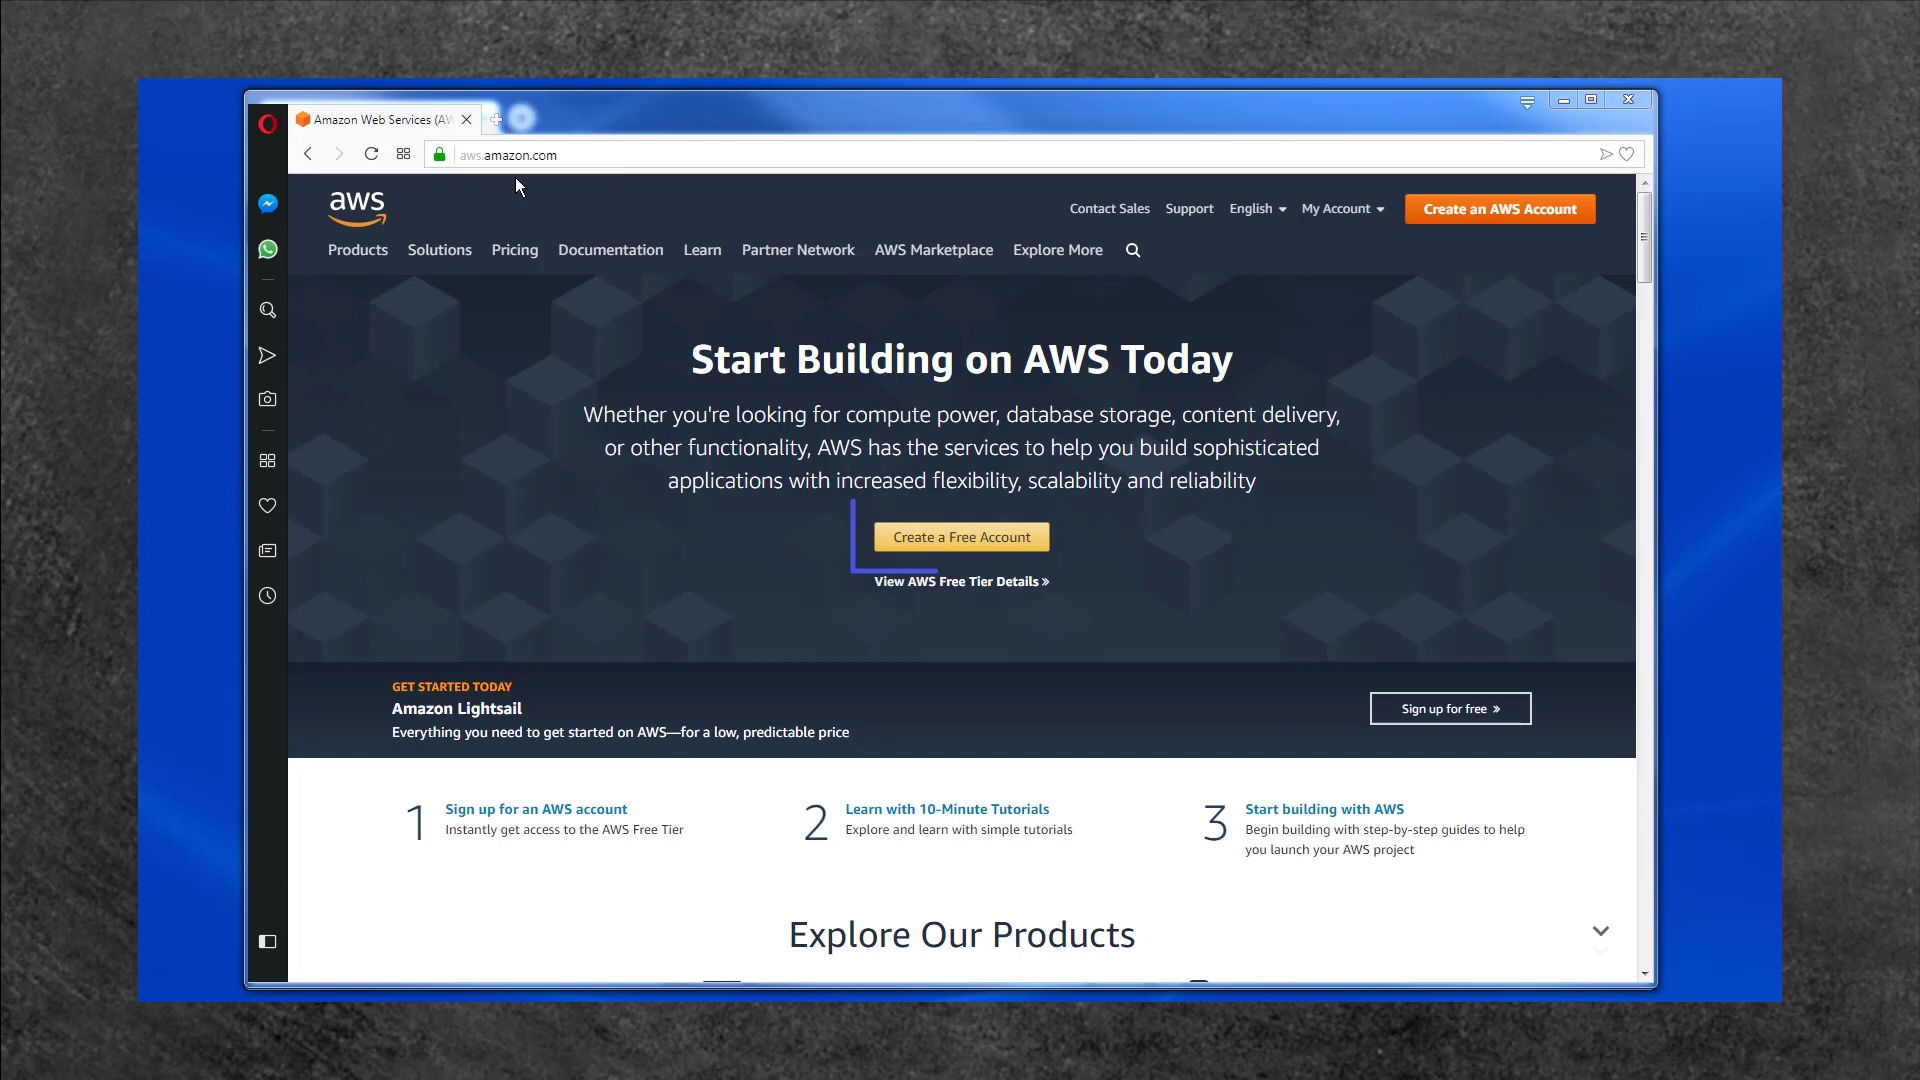 Amazon Web Services (AW
aws.amazon.com
aws
Contact Sales Support English My Account Create an AWS Account
Products Solutions Pricing Documentation Learn Partner Network AWS Marketplace Explore More
Start Building on AWS Today
Whether you're looking for compute power, database storage, content delivery,
or other functionality, AWS has the services to help you build sophisticated
applications with increased flexibility, scalability and reliability
Create a Free Account
View AWS Free Tier Details »
GET STARTED TODAY
Amazon Lightsail
Everything you need to get started on AWS—for a low, predictable price
Sign up for free »
1 Sign up for an AWS account
Instantly get access to the AWS Free Tier
2 Learn with 10-Minute Tutorials
Explore and learn with simple tutorials
3 Start building with AWS
Begin building with step-by-step guides to help
you launch your AWS project
Explore Our Products